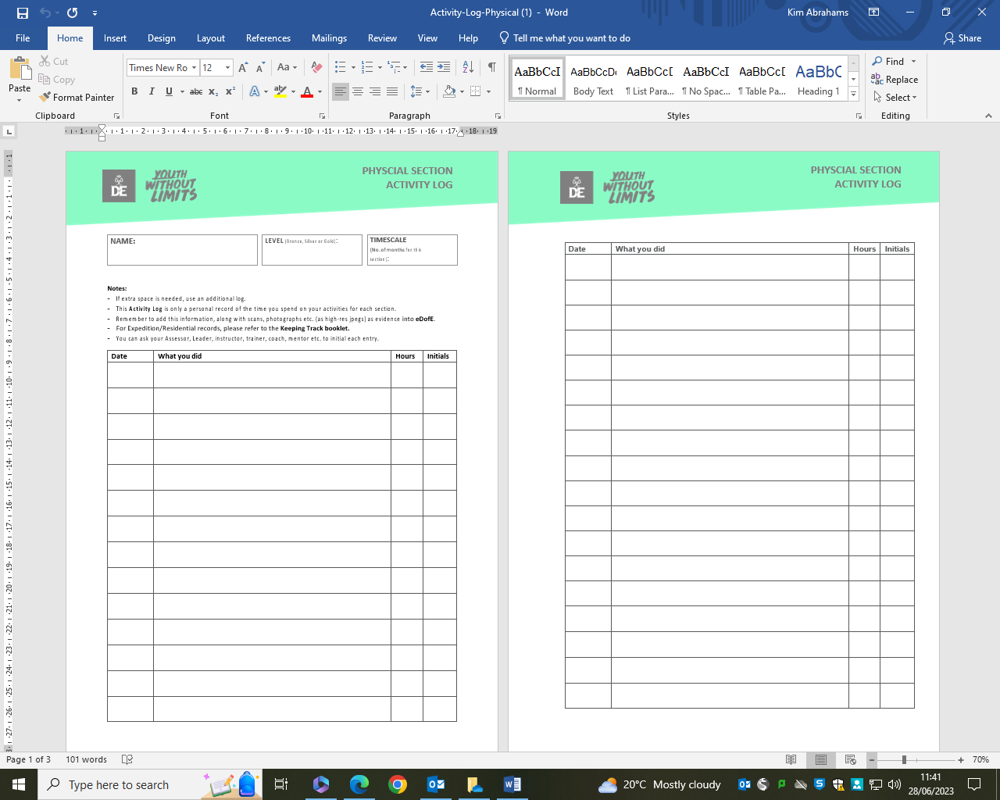 Activity-Log-Physical (1) - Word
Kim Abrahams
File Home Insert Design Layout References Mailings Review View Help Tell me what you want to do Share
Paste
Cut
Copy
Format Painter
Clipboard
Times New Ro 12
Font
Paragraph
AaBbCcI AaBbCcDc AaBbCcI AaBbCcI AaBbCcI AaBbC
¶ Normal Body Text ¶ List Para... ¶ No Spac... ¶ Table Pa... Heading 1
Styles
Find
Replace
Select
Editing
DE
YOUTH
WITHOUT
LIMITS
PHYSCIAL SECTION
ACTIVITY LOG
NAME:
LEVEL (Bronze, Silver or Gold):
TIMESCALE
(No. of months for this
section):
Notes:
- If extra space is needed, use an additional log.
- This Activity Log is only a personal record of the time you spend on your activities for each section.
- Remember to add this information, along with scans, photographs etc. (as high-res jpegs) as evidence into eDofE.
- For Expedition/Residential records, please refer to the Keeping Track booklet.
- You can ask your Assessor, Leader, instructor, trainer, coach, mentor etc. to initial each entry.
Date What you did Hours Initials
DE
YOUTH
WITHOUT
LIMITS
PHYSCIAL SECTION
ACTIVITY LOG
Date What you did Hours Initials
Page 1 of 3 101 words
70%
Type here to search
20°C Mostly cloudy
11:41
28/06/2023